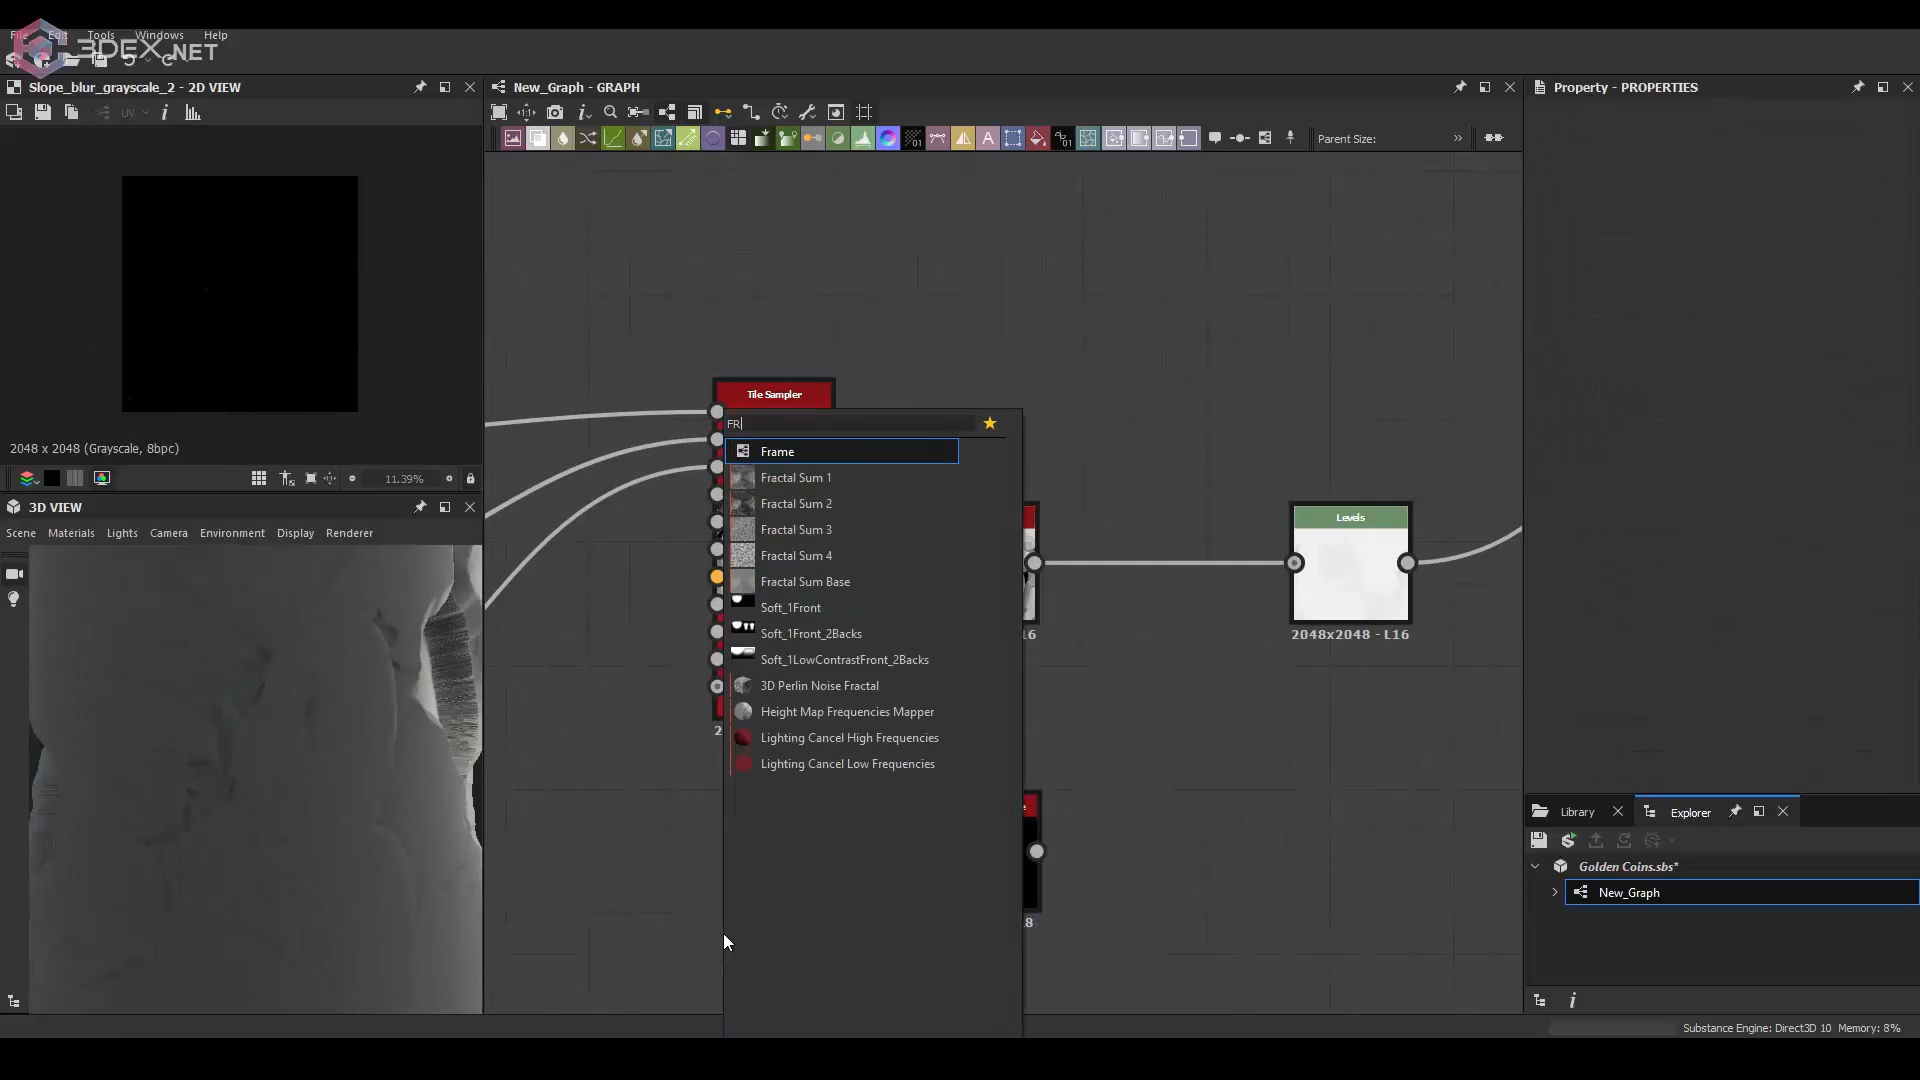 File Edit Tools Windows Help
3DEX.NET
Slope_blur_grayscale_2 - 2D VIEW
New_Graph - GRAPH
Property - PROPERTIES
UV
Parent Size:
Tile Sampler
FR
Frame
Fractal Sum 1
Fractal Sum 2
Fractal Sum 3
Fractal Sum 4
Fractal Sum Base
Soft_1Front
Soft_1Front_2Backs
Soft_1LowContrastFront_2Backs
3D Perlin Noise Fractal
Height Map Frequencies Mapper
Lighting Cancel High Frequencies
Lighting Cancel Low Frequencies
2048 x 2048 (Grayscale, 8bpc)
11.39%
3D VIEW
Scene Materials Lights Camera Environment Display Renderer
Levels
2048x2048 - L16
16
2
8
Library
Explorer
Golden Coins.sbs*
New_Graph
Substance Engine: Direct3D 10 Memory: 8%